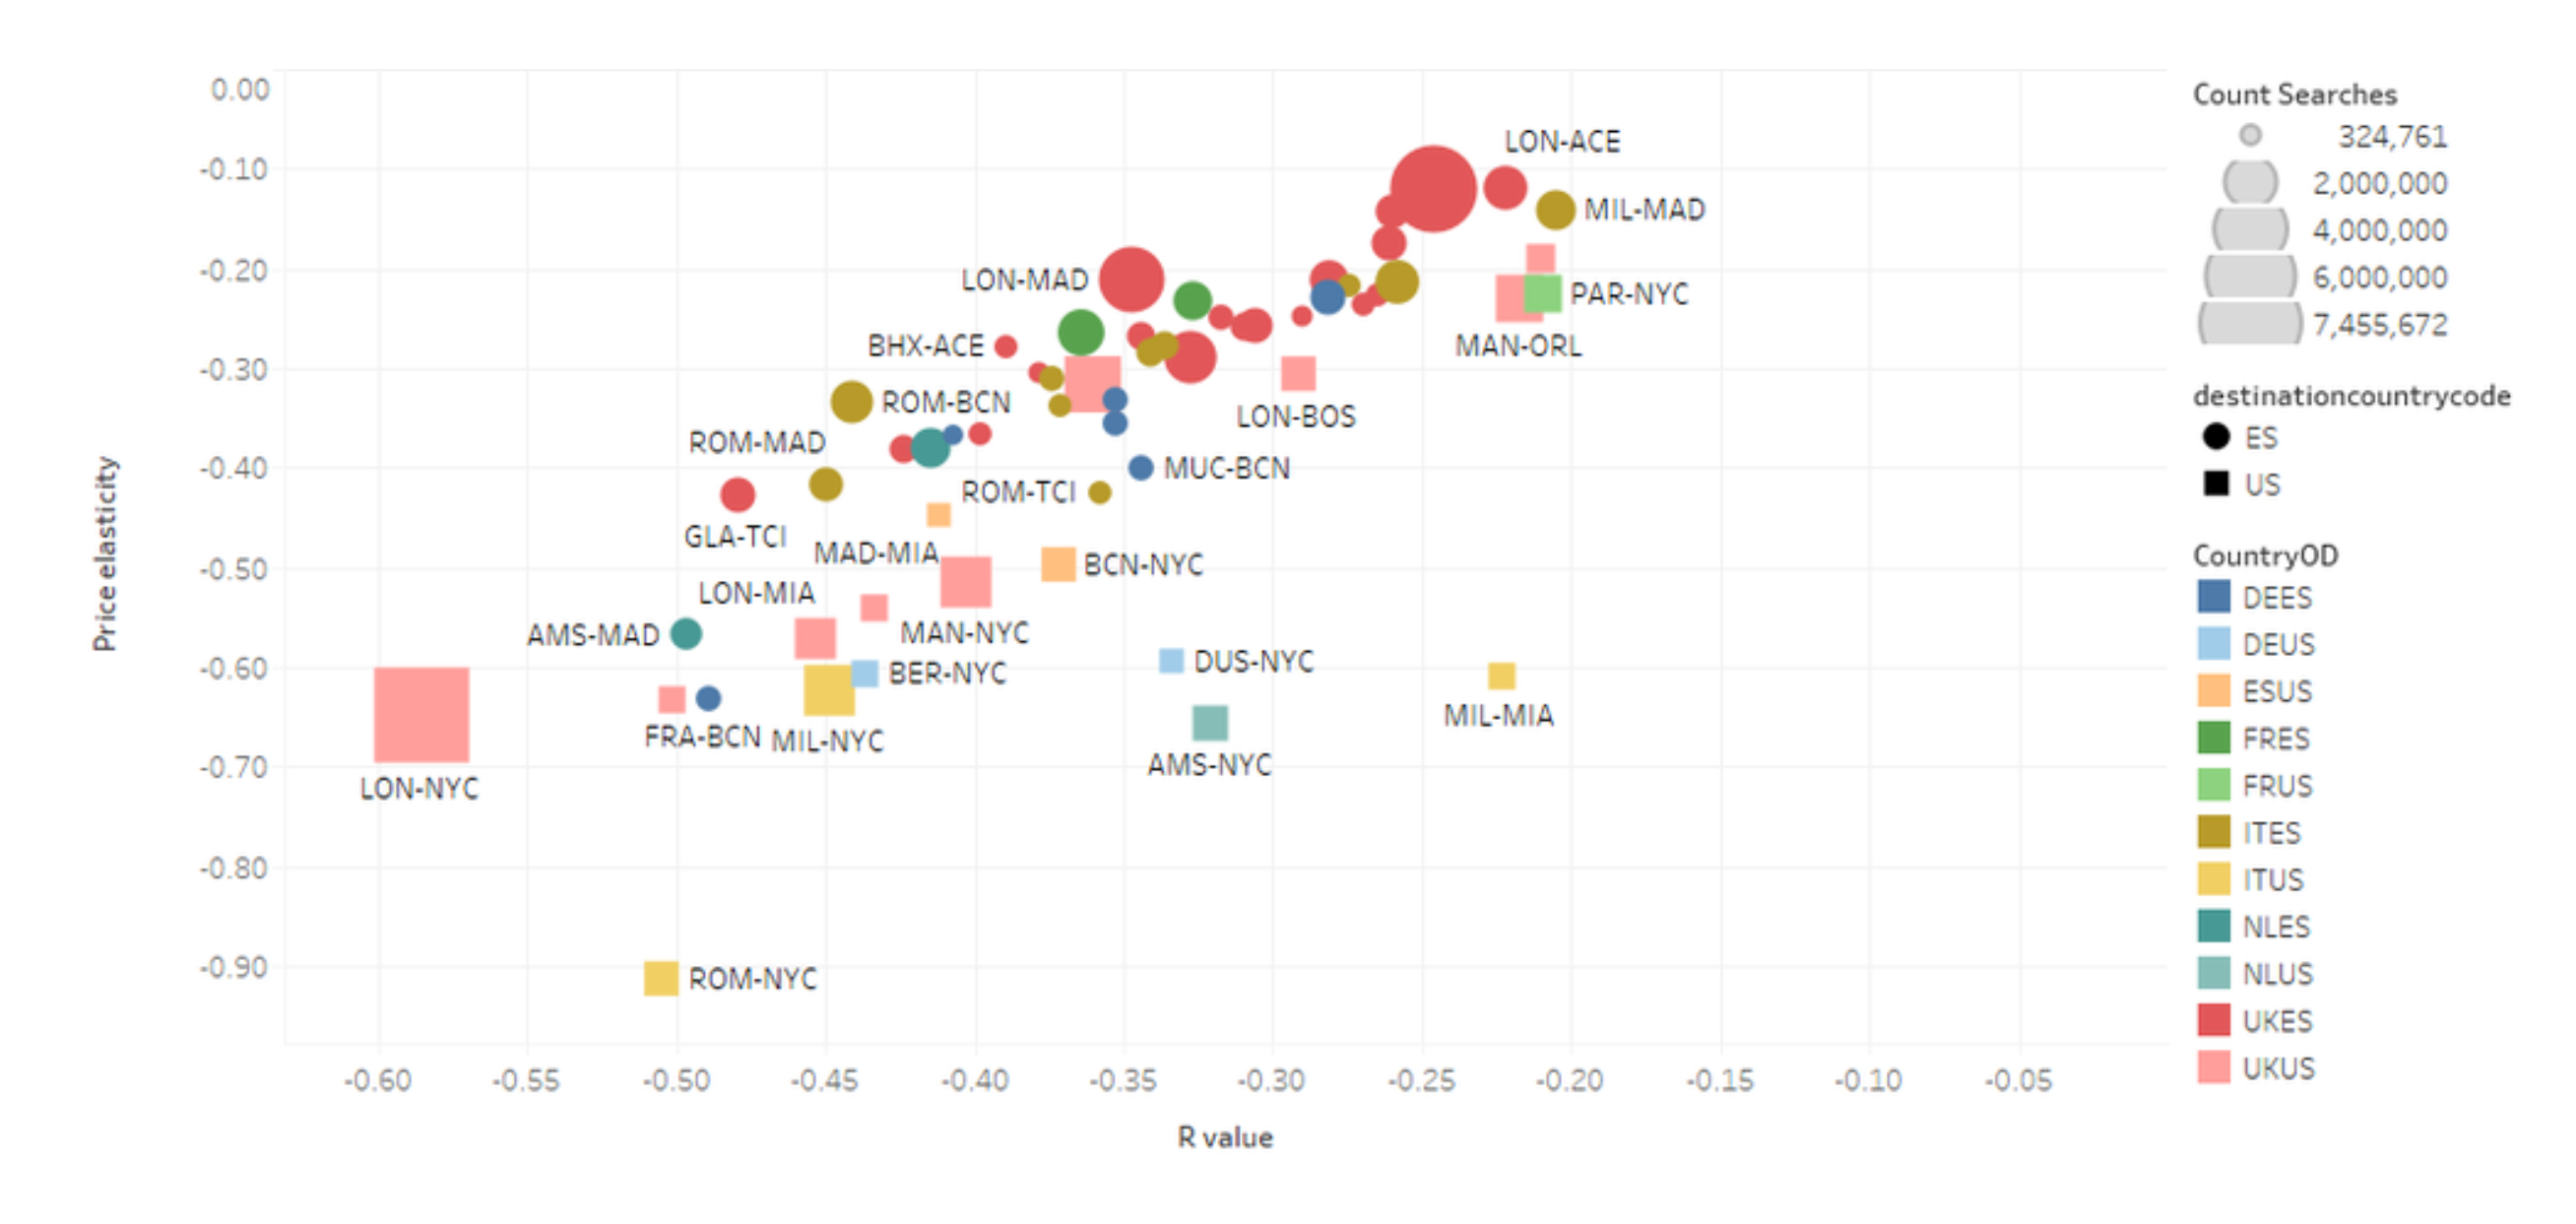 Count Searches
324,761
2,000,000
4,000,000
6,000,000
7,455,672
destinationcountrycode
ES
US
CountryOD
DEES
DEUS
ESUS
FRES
FRUS
ITES
ITUS
NLES
NLUS
UKES
UKUS
Price elasticity
0.00
-0.10
-0.20
-0.30
-0.40
-0.50
-0.60
-0.70
-0.80
-0.90
LON-ACE
MIL-MAD
LON-MAD
PAR-NYC
BHX-ACE
MAN-ORL
ROM-BCN
LON-BOS
ROM-MAD
MUC-BCN
ROM-TCI
GLA-TCI
MAD-MIA
BCN-NYC
LON-MIA
AMS-MAD
MAN-NYC
BER-NYC
DUS-NYC
MIL-MIA
FRA-BCN
MIL-NYC
AMS-NYC
LON-NYC
ROM-NYC
-0.60
-0.55
-0.50
-0.45
-0.40
-0.35
-0.30
-0.25
-0.20
-0.15
-0.10
-0.05
R value